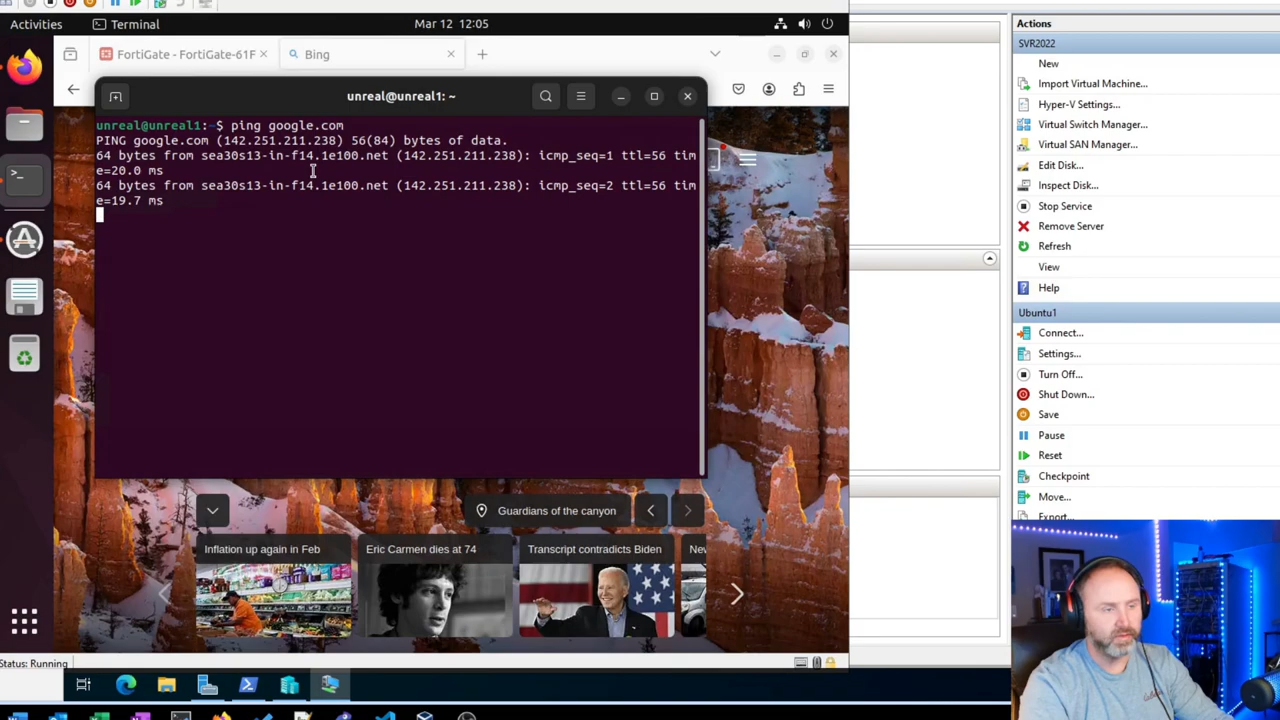 Activities
Terminal
Mar 12 12:05
FortiGate - FortiGate-61F
Bing
unreal@unreal1: ~
unreal@unreal1:~$ ping google.com
PING google.com (142.251.211.238) 56(84) bytes of data.
64 bytes from sea30s13-in-f14.1e100.net (142.251.211.238): icmp_seq=1 ttl=56 tim
e=20.0 ms
64 bytes from sea30s13-in-f14.1e100.net (142.251.211.238): icmp_seq=2 ttl=56 tim
e=19.7 ms
Guardians of the canyon
Inflation up again in Feb
Eric Carmen dies at 74
Transcript contradicts Biden
Status: Running
Actions
SVR2022
New
Import Virtual Machine...
Hyper-V Settings...
Virtual Switch Manager...
Virtual SAN Manager...
Edit Disk...
Inspect Disk...
Stop Service
Remove Server
Refresh
View
Help
Ubuntu1
Connect...
Settings...
Turn Off...
Shut Down...
Save
Pause
Reset
Checkpoint
Move...
Export...